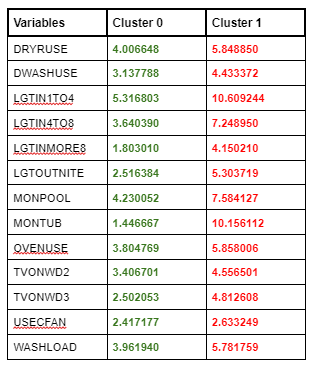 Variables Cluster 0 Cluster 1
DRYRUSE 4.006648 5.848850
DWASHUSE 3.137788 4.433372
LGTIN1TO4 5.316803 10.609244
LGTIN4TO8 3.640390 7.248950
LGTINMORE8 1.803010 4.150210
LGTOUTNITE 2.516384 5.303719
MONPOOL 4.230052 7.584127
MONTUB 1.446667 10.156112
OVENUSE 3.804769 5.858006
TVONWD2 3.406701 4.556501
TVONWD3 2.502053 4.812608
USECFAN 2.417177 2.633249
WASHLOAD 3.961940 5.781759